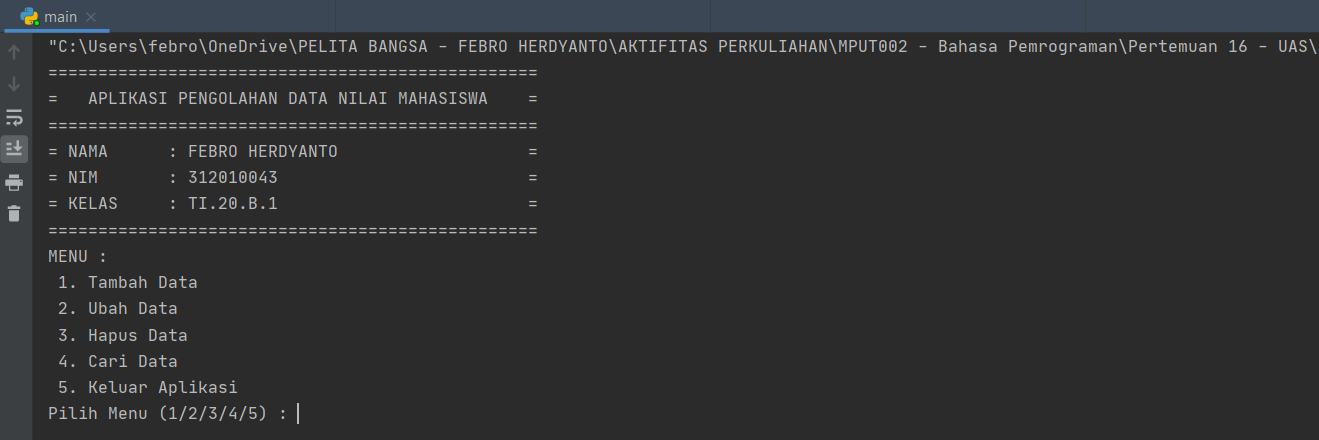 main
"C:\Users\febro\OneDrive\PELITA BANGSA - FEBRO HERDYANTO\AKTIFITAS PERKULIAHAN\MPUT002 - Bahasa Pemrograman\Pertemuan 16 - UAS\
=================================================
=   APLIKASI PENGOLAHAN DATA NILAI MAHASISWA    =
=================================================
= NAMA      : FEBRO HERDYANTO                   =
= NIM       : 312010043                         =
= KELAS     : TI.20.B.1                         =
=================================================
MENU :
 1. Tambah Data
 2. Ubah Data
 3. Hapus Data
 4. Cari Data
 5. Keluar Aplikasi
Pilih Menu (1/2/3/4/5) :